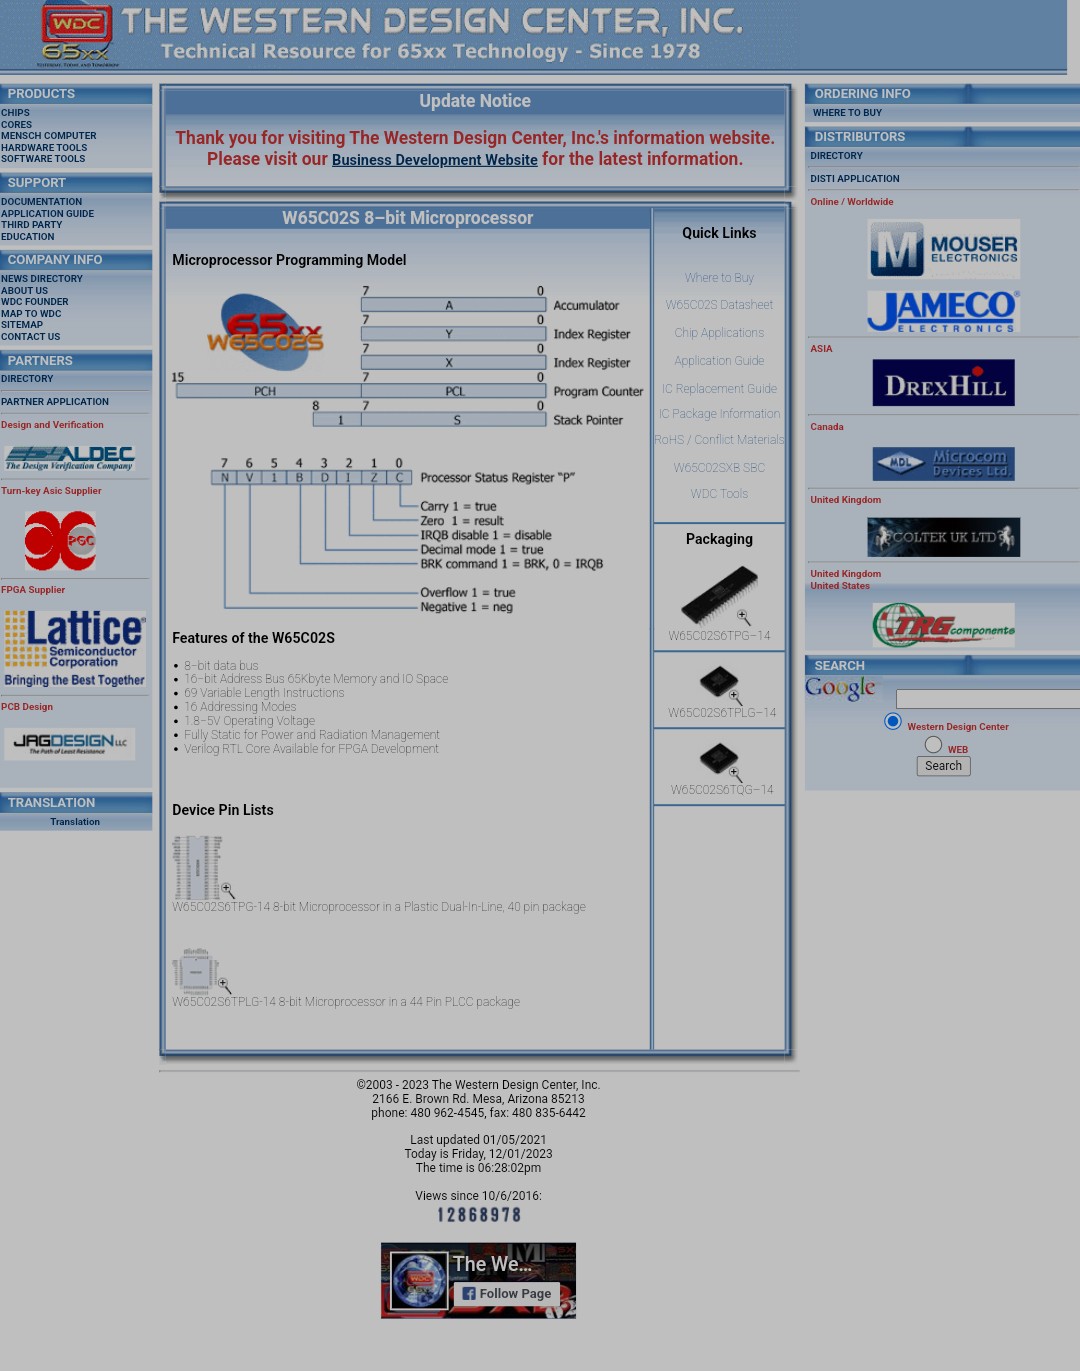 WDC
65xx
THE WESTERN DESIGN CENTER, INC.
Technical Resource for 65xx Technology - Since 1978
PRODUCTS
CHIPS
CORES
MENSCH COMPUTER
HARDWARE TOOLS
SOFTWARE TOOLS
SUPPORT
DOCUMENTATION
APPLICATION GUIDE
THIRD PARTY
EDUCATION
COMPANY INFO
NEWS DIRECTORY
ABOUT US
WDC FOUNDER
MAP TO WDC
SITEMAP
CONTACT US
PARTNERS
DIRECTORY
PARTNER APPLICATION
Design and Verification
ALDEC
The Design Verification Company
Turn-key Asic Supplier
PGC
FPGA Supplier
Lattice
Semiconductor
Corporation
Bringing the Best Together
PCB Design
JAGDESIGN LLC
The Path of Least Resistance
TRANSLATION
Translation
Update Notice
Thank you for visiting The Western Design Center, Inc.'s information website.
Please visit our Business Development Website for the latest information.
W65C02S 8–bit Microprocessor
Microprocessor Programming Model
65xx
W65C02S
7 0
A Accumulator
7 0
Y Index Register
7 0
X Index Register
15 7 0
PCH PCL Program Counter
8 7 0
1 S Stack Pointer
7 6 5 4 3 2 1 0
N V 1 B D I Z C Processor Status Register "P"
Carry 1 = true
Zero 1 = result
IRQB disable 1 = disable
Decimal mode 1 = true
BRK command 1 = BRK, 0 = IRQB
Overflow 1 = true
Negative 1 = neg
Features of the W65C02S
• 8–bit data bus
• 16–bit Address Bus 65Kbyte Memory and IO Space
• 69 Variable Length Instructions
• 16 Addressing Modes
• 1.8–5V Operating Voltage
• Fully Static for Power and Radiation Management
• Verilog RTL Core Available for FPGA Development
Device Pin Lists
W65C02S6TPG-14 8-bit Microprocessor in a Plastic Dual-In-Line, 40 pin package
W65C02S6TPLG-14 8-bit Microprocessor in a 44 Pin PLCC package
Quick Links
Where to Buy
W65C02S Datasheet
Chip Applications
Application Guide
IC Replacement Guide
IC Package Information
RoHS / Conflict Materials
W65C02SXB SBC
WDC Tools
Packaging
W65C02S6TPG–14
W65C02S6TPLG–14
W65C02S6TQG–14
ORDERING INFO
WHERE TO BUY
DISTRIBUTORS
DIRECTORY
DISTI APPLICATION
Online / Worldwide
M MOUSER
ELECTRONICS
JAMECO®
ELECTRONICS
ASIA
DREXHILL
Canada
MDL Microcom
Devices Ltd.
United Kingdom
COLTEK UK LTD
United Kingdom
United States
TRG components
SEARCH
Google
Western Design Center
WEB
Search
©2003 - 2023 The Western Design Center, Inc.
2166 E. Brown Rd. Mesa, Arizona 85213
phone: 480 962-4545, fax: 480 835-6442
Last updated 01/05/2021
Today is Friday, 12/01/2023
The time is 06:28:02pm
Views since 10/6/2016:
12868978
The We...
Follow Page